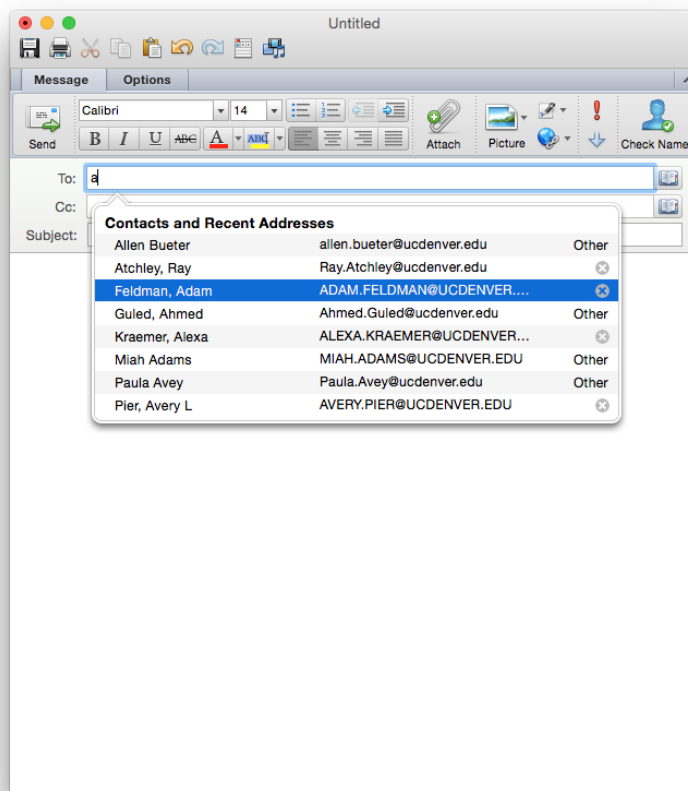 Untitled
Message Options
Calibri 14
B I U ABC A ABC
Send Attach Picture Check Name
To: a
Cc:
Subject:
Contacts and Recent Addresses
Allen Bueter allen.bueter@ucdenver.edu Other
Atchley, Ray Ray.Atchley@ucdenver.edu
Feldman, Adam ADAM.FELDMAN@UCDENVER....
Guled, Ahmed Ahmed.Guled@ucdenver.edu Other
Kraemer, Alexa ALEXA.KRAEMER@UCDENVER...
Miah Adams MIAH.ADAMS@UCDENVER.EDU Other
Paula Avey Paula.Avey@ucdenver.edu Other
Pier, Avery L AVERY.PIER@UCDENVER.EDU